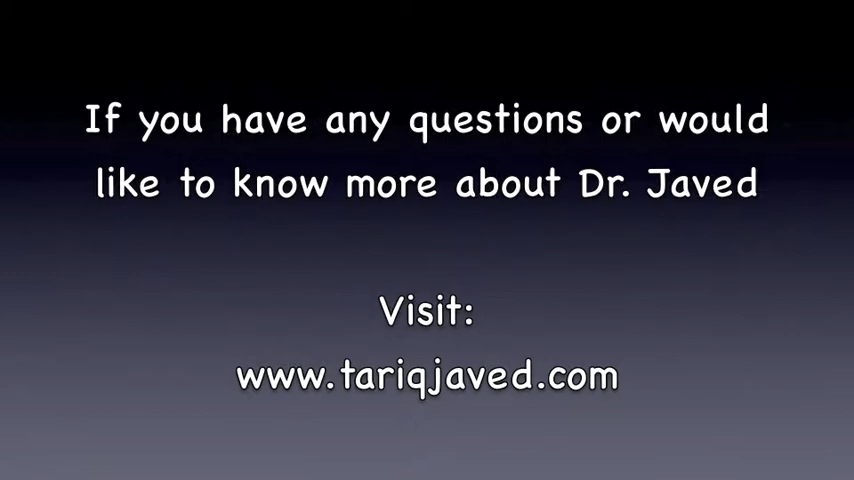 If you have any questions or would
like to know more about Dr. Javed
Visit:
www.tariqjaved.com